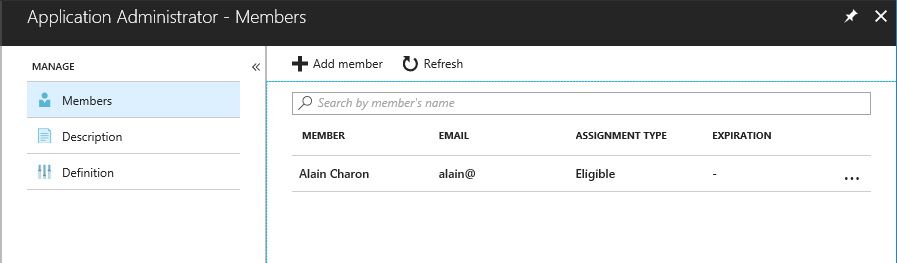 Application Administrator - Members
MANAGE
Members
Description
Definition
Add member Refresh
Search by member's name
MEMBER EMAIL ASSIGNMENT TYPE EXPIRATION
Alain Charon alain@ Eligible - ...